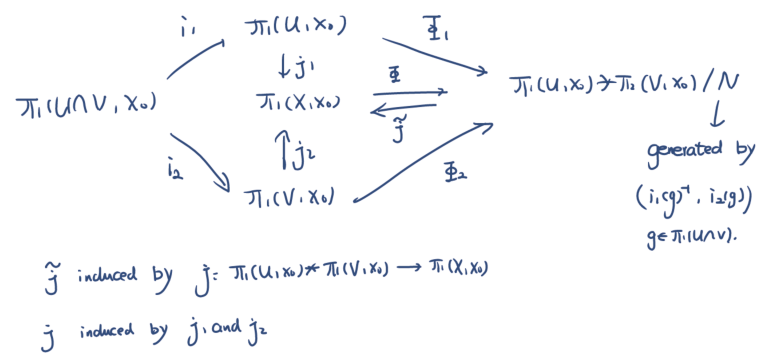 i₁ π₁(U,x₀) Φ₁
↓j₁ Φ
π₁(U∩V, x₀) π₁(X,x₀) ⇄ π₁(U,x₀) * π₂(V,x₀) / N
↑j₂ j̃ ↓
i₂ Φ₂ generated by
π₁(V,x₀) (i₁(g)⁻¹, i₂(g))
g∈π₁(U∩V).
j̃ induced by j: π₁(U,x₀) * π₁(V,x₀) → π₁(X,x₀)
j induced by j₁ and j₂